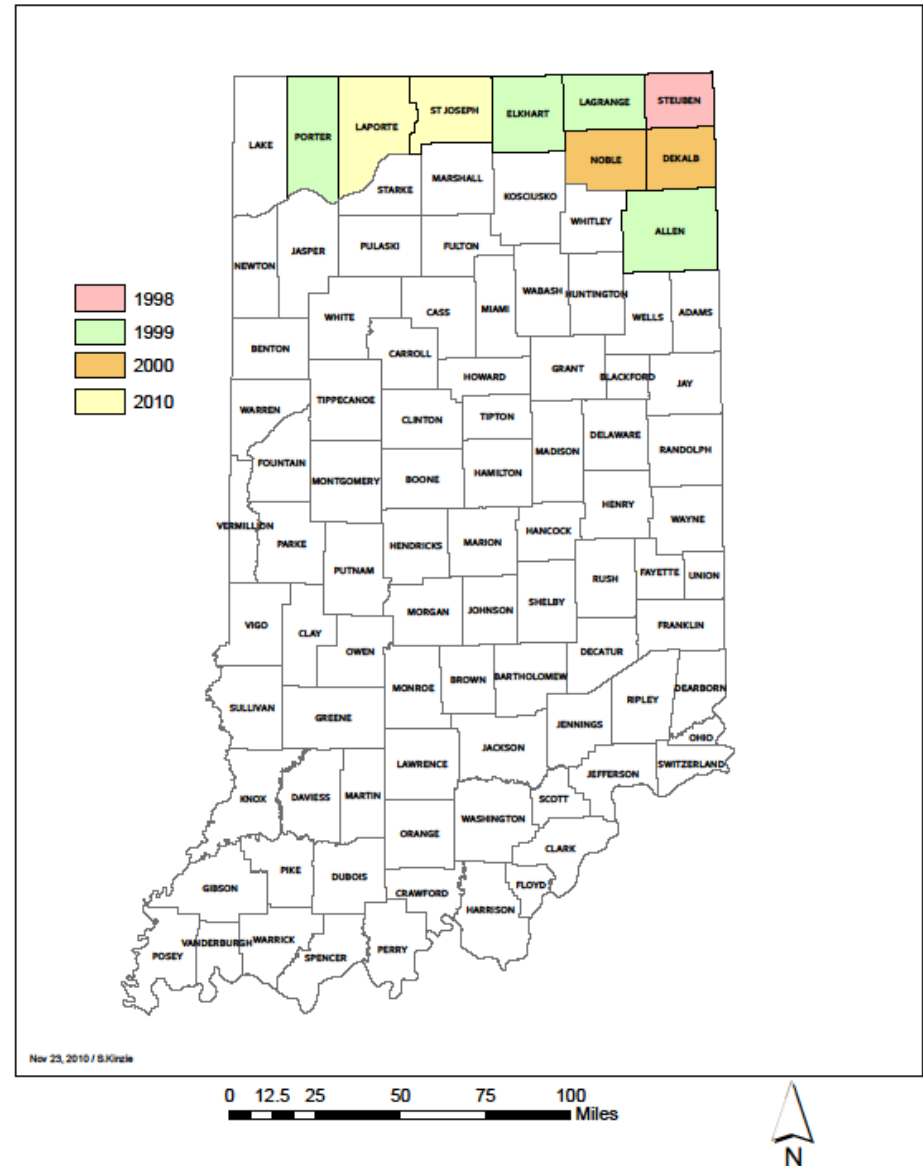 STEUBEN
LAGRANGE
ELKHART
ST JOSEPH
LAPORTE
PORTER
LAKE
NOBLE
DEKALB
MARSHALL
STARKE
KOSCIUSKO
WHITLEY
ALLEN
JASPER
PULASKI
FULTON
NEWTON
WABASH
HUNTINGTON
MIAMI
CASS
WHITE
WELLS
ADAMS
1998
1999
2000
2010
BENTON
CARROLL
HOWARD
GRANT
BLACKFORD
JAY
WARREN
TIPPECANOE
CLINTON
TIPTON
MADISON
DELAWARE
RANDOLPH
FOUNTAIN
MONTGOMERY
BOONE
HAMILTON
HENRY
WAYNE
VERMILLION
PARKE
PUTNAM
HENDRICKS
MARION
HANCOCK
RUSH
FAYETTE
UNION
VIGO
CLAY
OWEN
MORGAN
JOHNSON
SHELBY
DECATUR
FRANKLIN
SULLIVAN
GREENE
MONROE
BROWN
BARTHOLOMEW
JENNINGS
RIPLEY
DEARBORN
OHIO
SWITZERLAND
JEFFERSON
JACKSON
LAWRENCE
KNOX
DAVIESS
MARTIN
ORANGE
WASHINGTON
SCOTT
CLARK
GIBSON
PIKE
DUBOIS
CRAWFORD
HARRISON
FLOYD
POSEY
VANDERBURGH
WARRICK
SPENCER
PERRY
Nov 23, 2010 / S.Kinzie
0 12.5 25 50 75 100
Miles
N